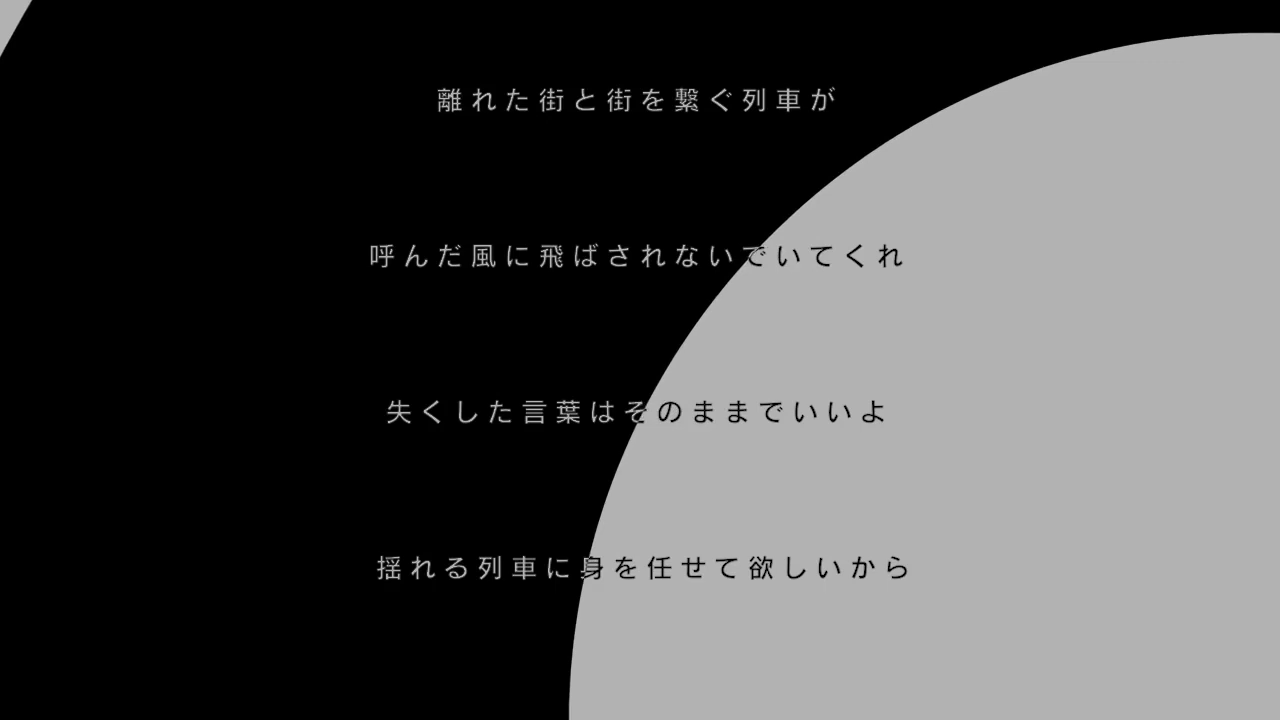 離れた街と街を繋ぐ列車が
呼んだ風に飛ばされないでいてくれ
失くした言葉はそのままでいいよ
揺れる列車に身を任せて欲しいから